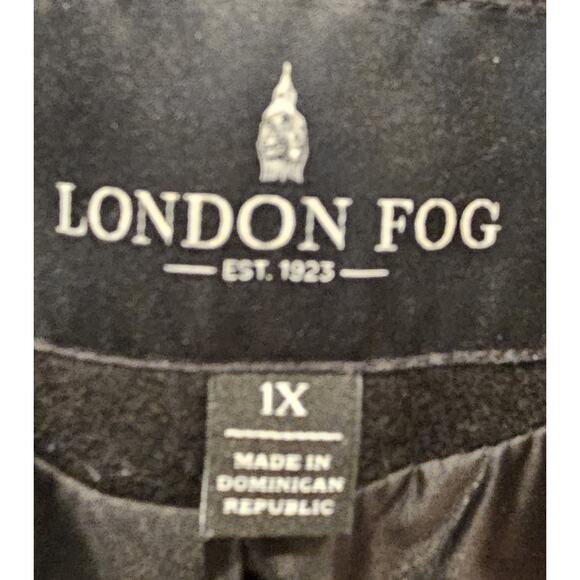 LONDON FOG
EST. 1923
1X
MADE IN
DOMINICAN
REPUBLIC